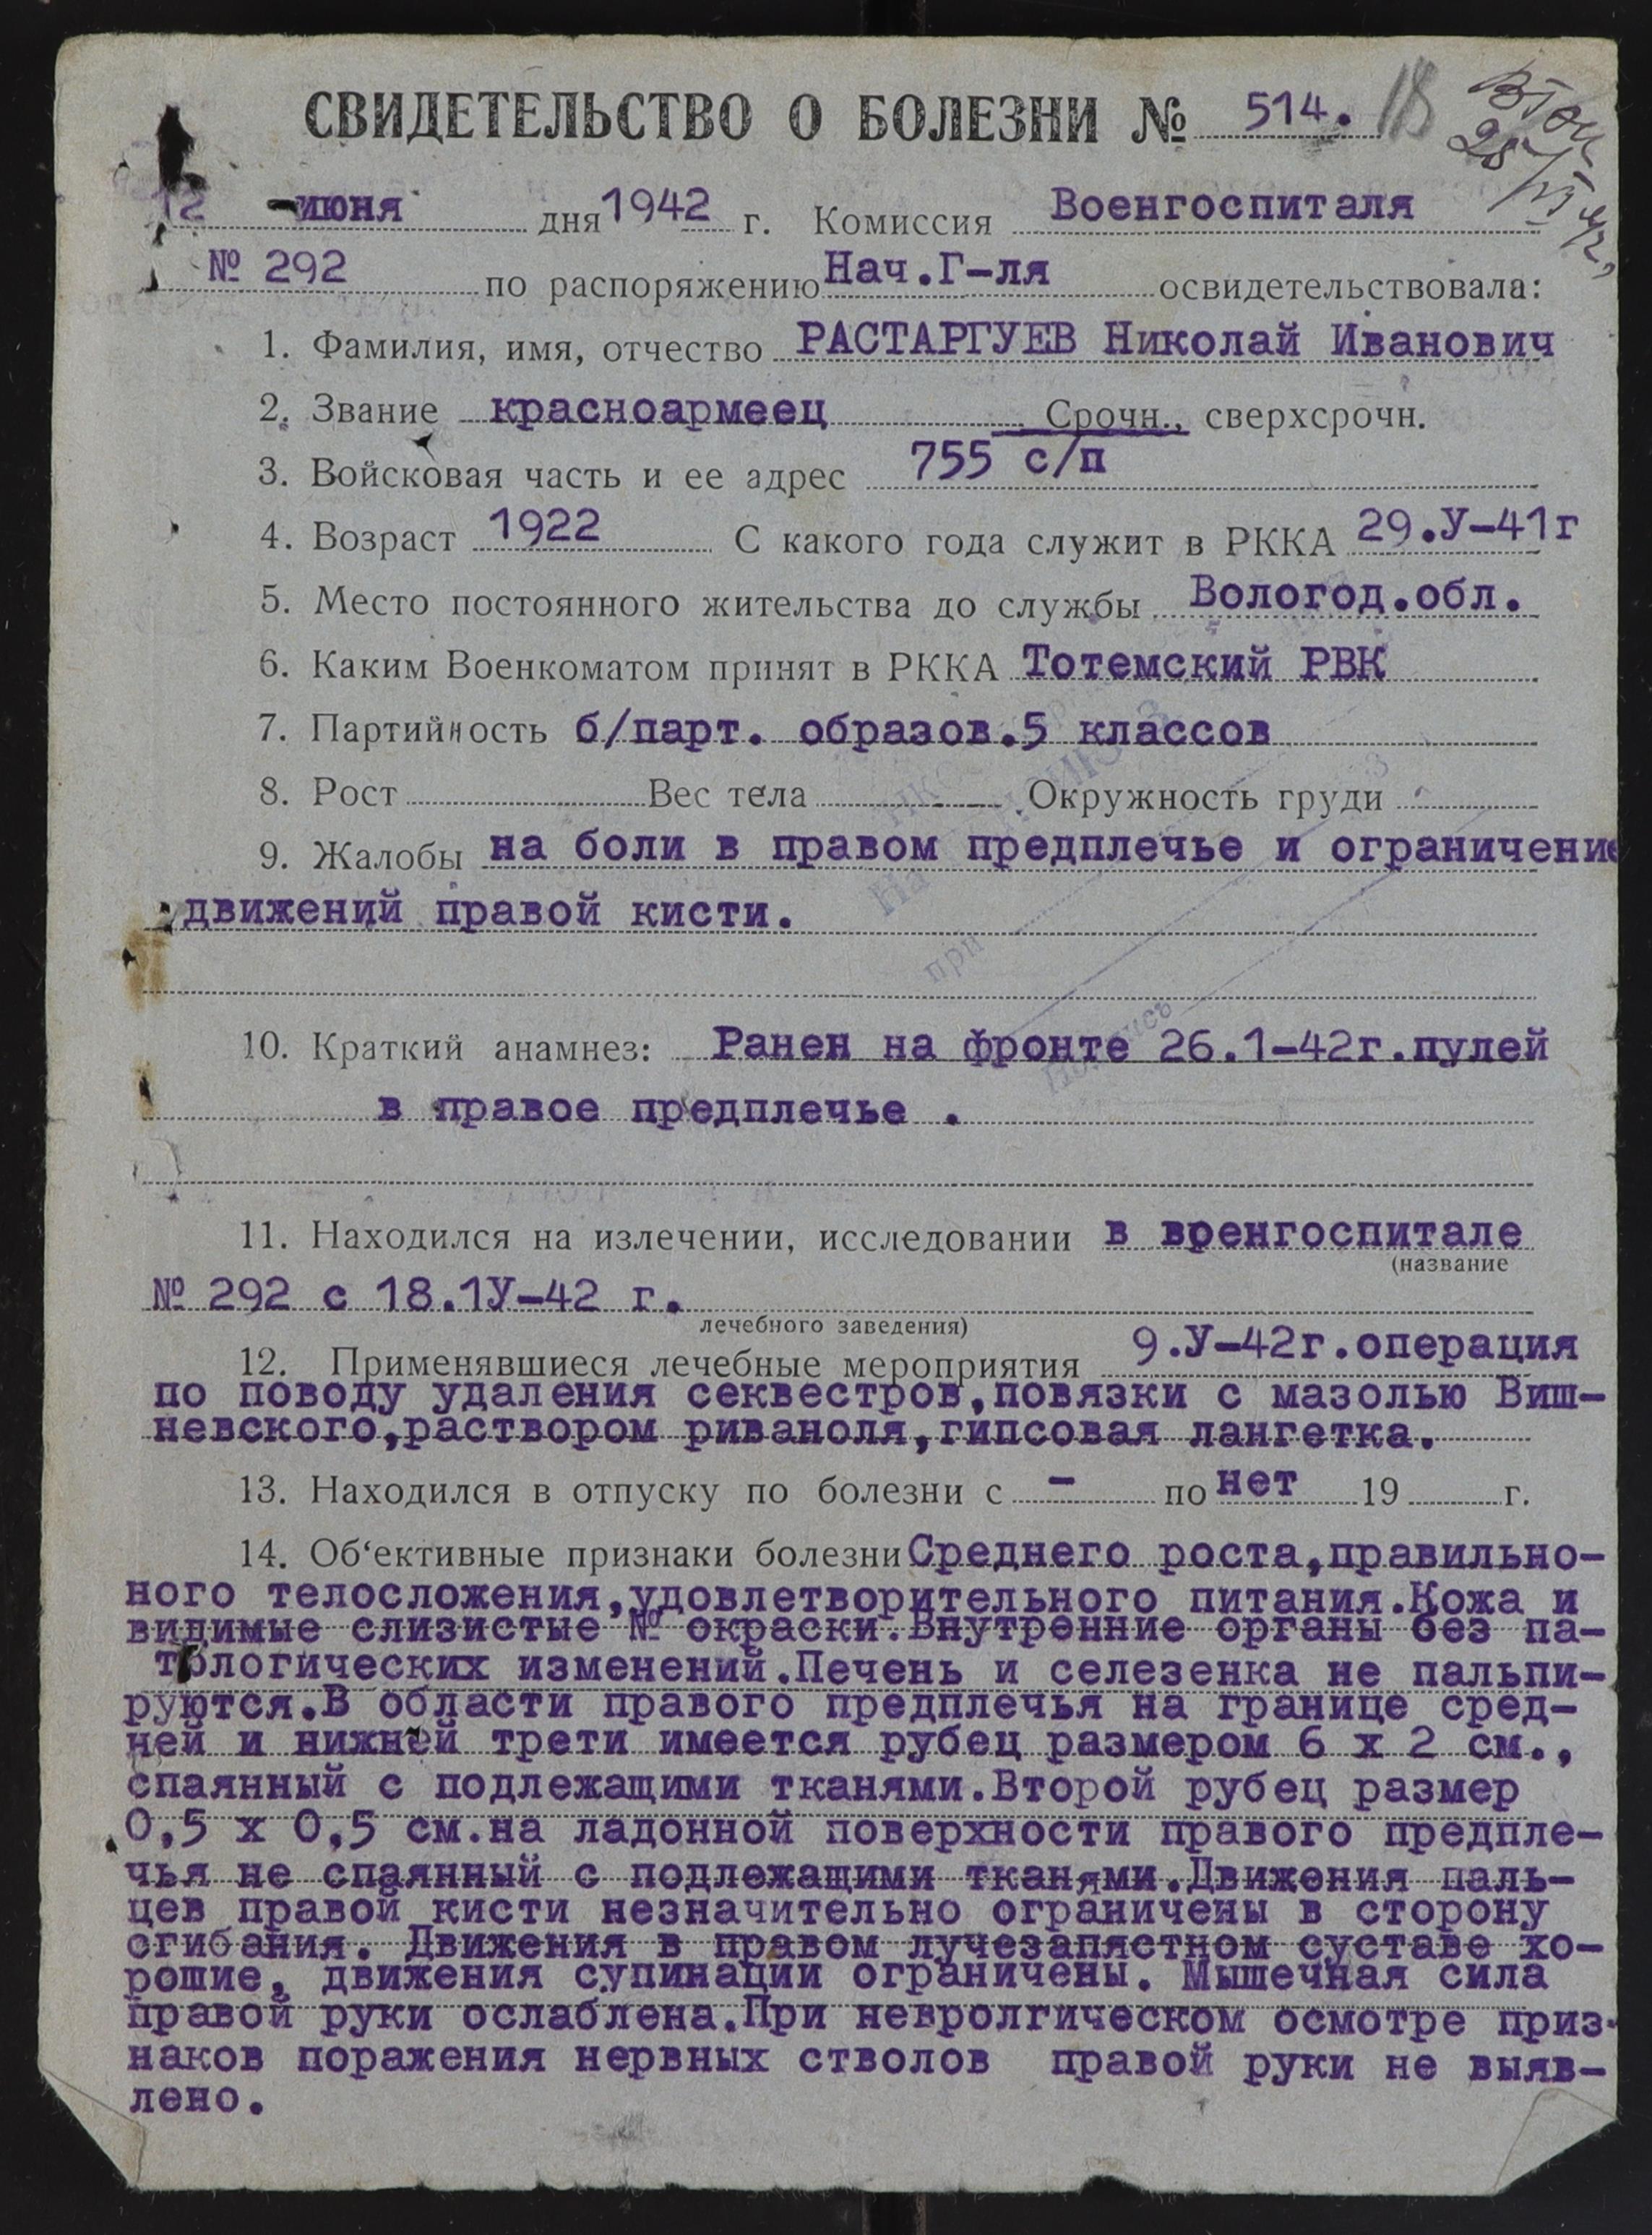 СВИДЕТЕЛЬСТВО О БОЛЕЗНИ № 514. 18
12 июня дня 1942 г. Комиссия Военгоспиталя
№ 292 по распоряжению Нач.Г-ля освидетельствовала:
1. Фамилия, имя, отчество РАСТАРГУЕВ Николай Иванович
2. Звание красноармеец Срочн., сверхсрочн.
3. Войсковая часть и ее адрес 755 с/п
4. Возраст 1922 С какого года служит в РККА 29.У-41г
5. Место постоянного жительства до службы Вологод.обл.
6. Каким Военкоматом принят в РККА Тотемский РВК
7. Партийность б/парт. образов.5 классов
8. Рост Вес тела Окружность груди
9. Жалобы на боли в правом предплечье и ограничение
движений правой кисти.
10. Краткий анамнез: Ранен на фронте 26.1-42г.пулей
в правое предплечье .
11. Находился на излечении, исследовании в вренгоспитале
(название
№ 292 с 18.1У-42 г.
лечебного заведения)
12. Применявшиеся лечебные мероприятия 9.У-42г.операция
по поводу удаления секвестров,повязки с мазолью Виш-
невского,раствором риваноля,гипсовая лангетка.
13. Находился в отпуску по болезни с - по нет 19 г.
14. Об‘ективные признаки болезни Среднего роста,правильно-
ного телосложения,удовлетворительного питания.Кожа и
видимые слизистые № окраски.Внутренние органы без па-
тологических изменений.Печень и селезенка не пальпи-
руются.В области правого предплечья на границе сред-
ней и нижней трети имеется рубец размером 6 х 2 см.,
спаянный с подлежащими тканями.Второй рубец размер
0,5 х 0,5 см.на ладонной поверхности правого предпле-
чья не спаянный с подлежащими тканями.Движения паль-
цев правой кисти незначительно ограничены в сторону
сгибания. Движения в правом лучезапястном суставе хо-
рошие, движения супинации ограничены. Мышечная сила
правой руки ослаблена.При невролгическом осмотре приз-
наков поражения нервных стволов правой руки не выяв-
лено.